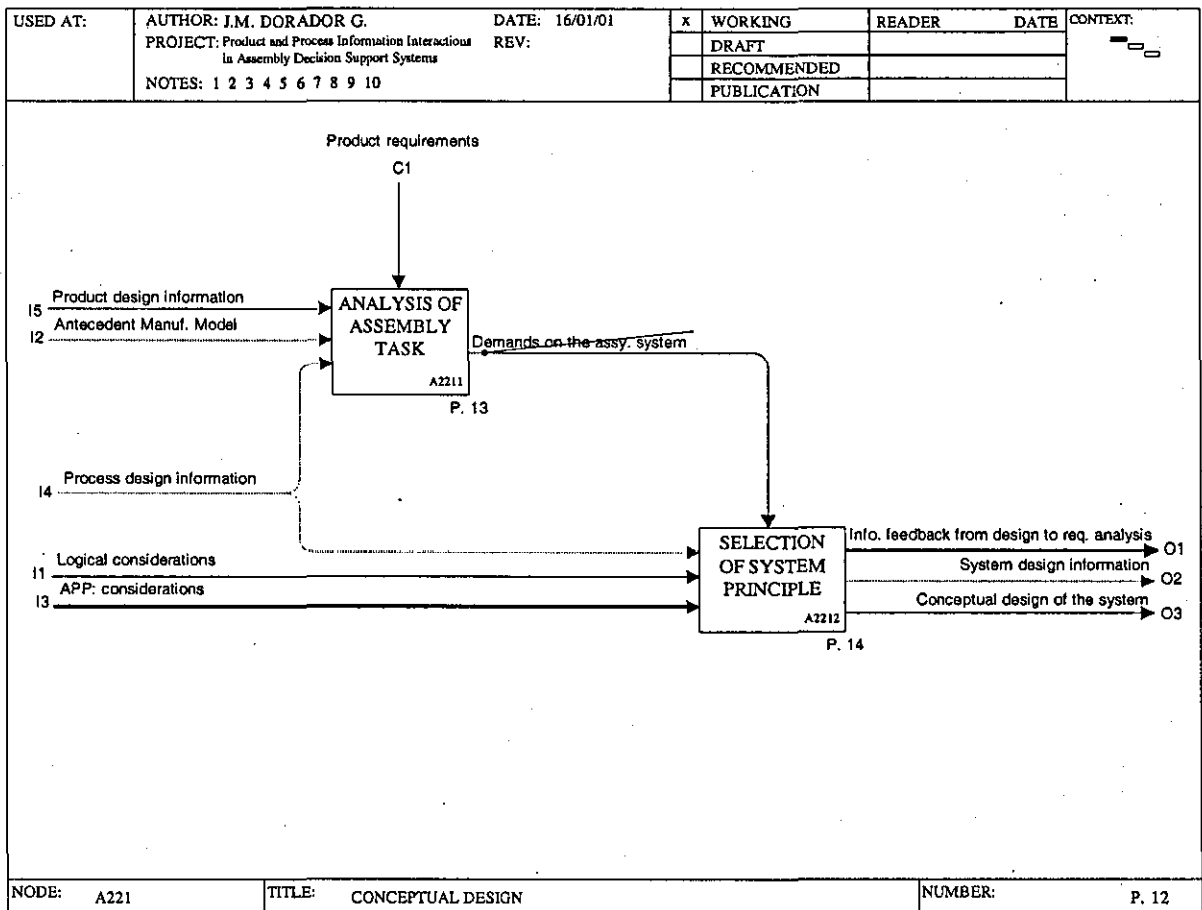 USED AT:
AUTHOR: J.M. DORADOR G.
DATE: 16/01/01
PROJECT: Product and Process Information Interactions
in Assembly Decision Support Systems
REV:
NOTES: 1 2 3 4 5 6 7 8 9 10
x WORKING
DRAFT
RECOMMENDED
PUBLICATION
READER DATE
CONTEXT:
Product requirements
C1
I5 Product design information
I2 Antecedent Manuf. Model
ANALYSIS OF
ASSEMBLY
TASK
A2211
P. 13
Demands on the assy. system
I4 Process design information
I1 Logical considerations
I3 APP: considerations
SELECTION
OF SYSTEM
PRINCIPLE
A2212
P. 14
Info. feedback from design to req. analysis O1
System design information O2
Conceptual design of the system O3
NODE: A221
TITLE: CONCEPTUAL DESIGN
NUMBER: P. 12